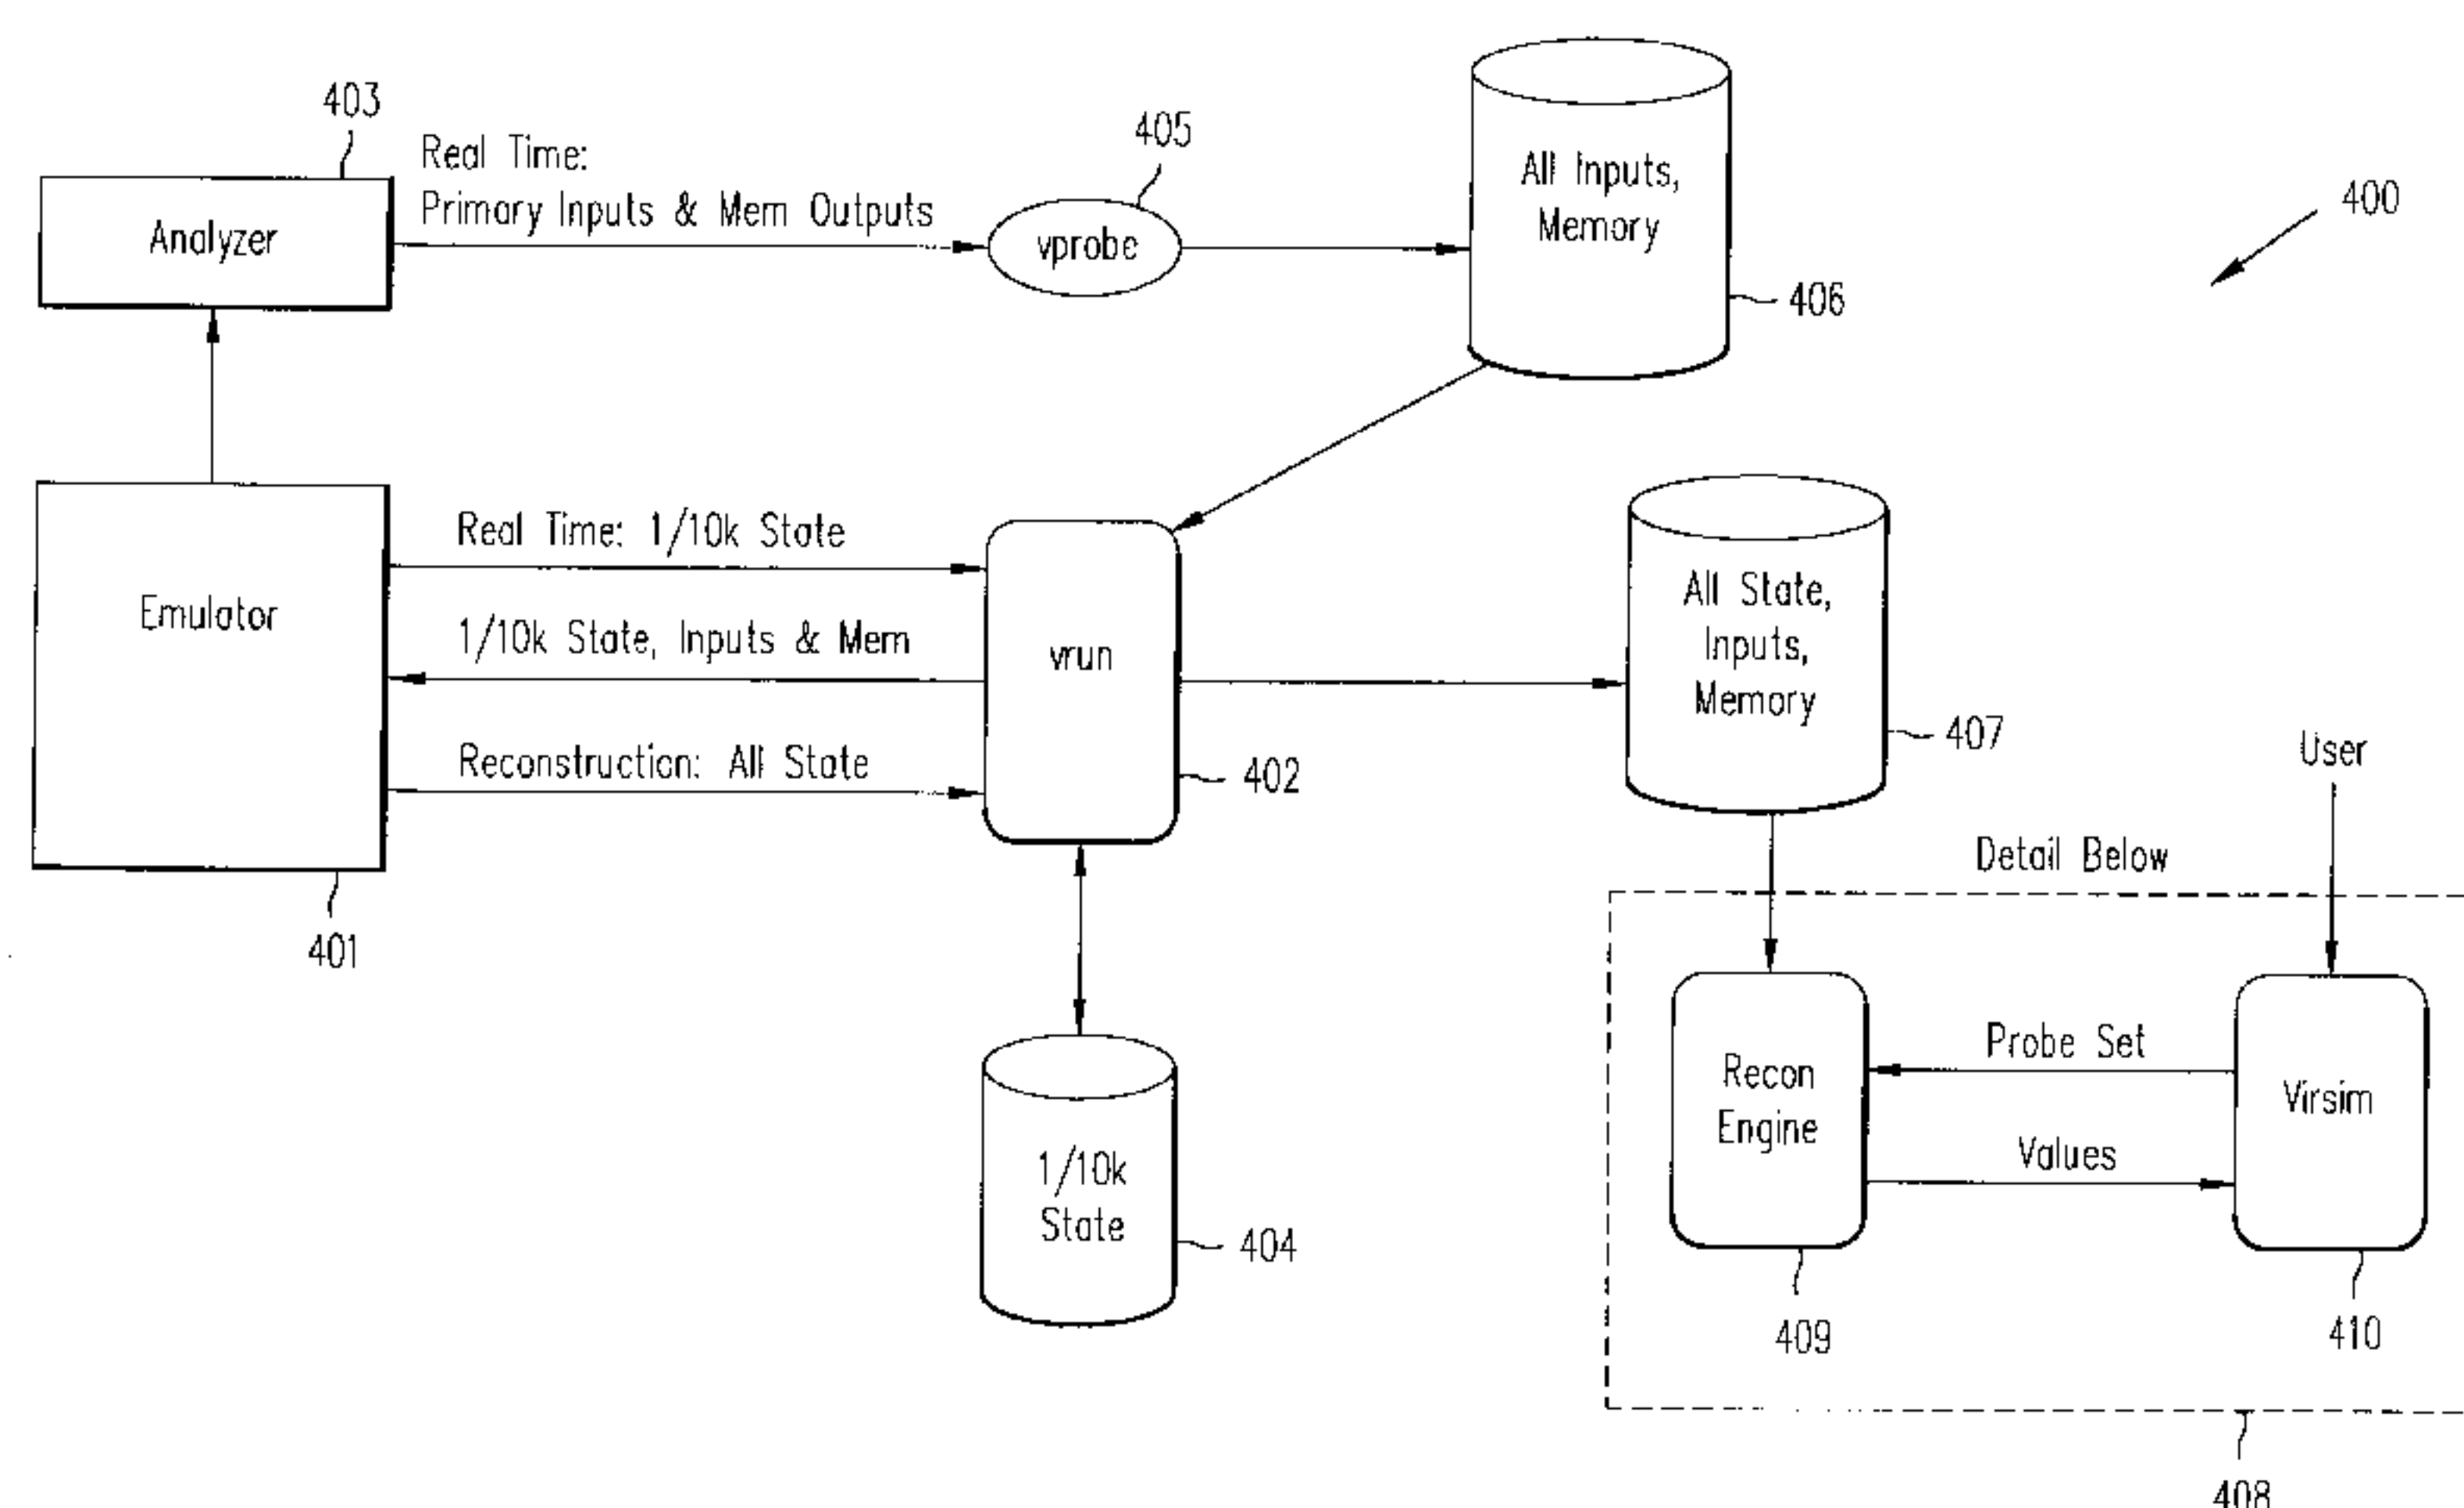 403
Real Time:
Primary Inputs & Mem Outputs
Analyzer
405
vprobe
All Inputs,
Memory
406
400
Emulator
401
Real Time: 1/10k State
1/10k State, Inputs & Mem
Reconstruction: All State
vrun
402
All State,
Inputs,
Memory
407
User
Detail Below
1/10k
State
404
Recon
Engine
409
Probe Set
Values
Virsim
410
408